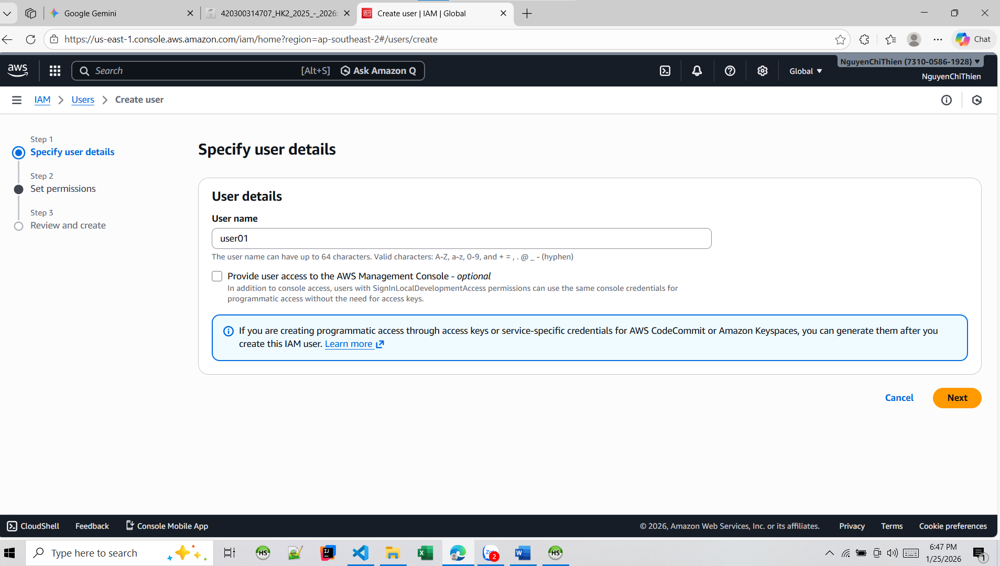 Google Gemini
420300314707_HK2_2025_-_2026:
Create user | IAM | Global
https://us-east-1.console.aws.amazon.com/iam/home?region=ap-southeast-2#/users/create
Chat
aws
Search
[Alt+S]
Ask Amazon Q
Global
NguyenChiThien (7310-0586-1928)
NguyenChiThien
IAM
Users
Create user
Step 1
Specify user details
Step 2
Set permissions
Step 3
Review and create
Specify user details
User details
User name
user01
The user name can have up to 64 characters. Valid characters: A-Z, a-z, 0-9, and + = , . @ _ - (hyphen)
Provide user access to the AWS Management Console - optional
In addition to console access, users with SignInLocalDevelopmentAccess permissions can use the same console credentials for
programmatic access without the need for access keys.
If you are creating programmatic access through access keys or service-specific credentials for AWS CodeCommit or Amazon Keyspaces, you can generate them after you
create this IAM user. Learn more
Cancel
Next
CloudShell
Feedback
Console Mobile App
© 2026, Amazon Web Services, Inc. or its affiliates.
Privacy
Terms
Cookie preferences
Type here to search
HS
IJ
X
2
W
HS
6:47 PM
1/25/2026
1